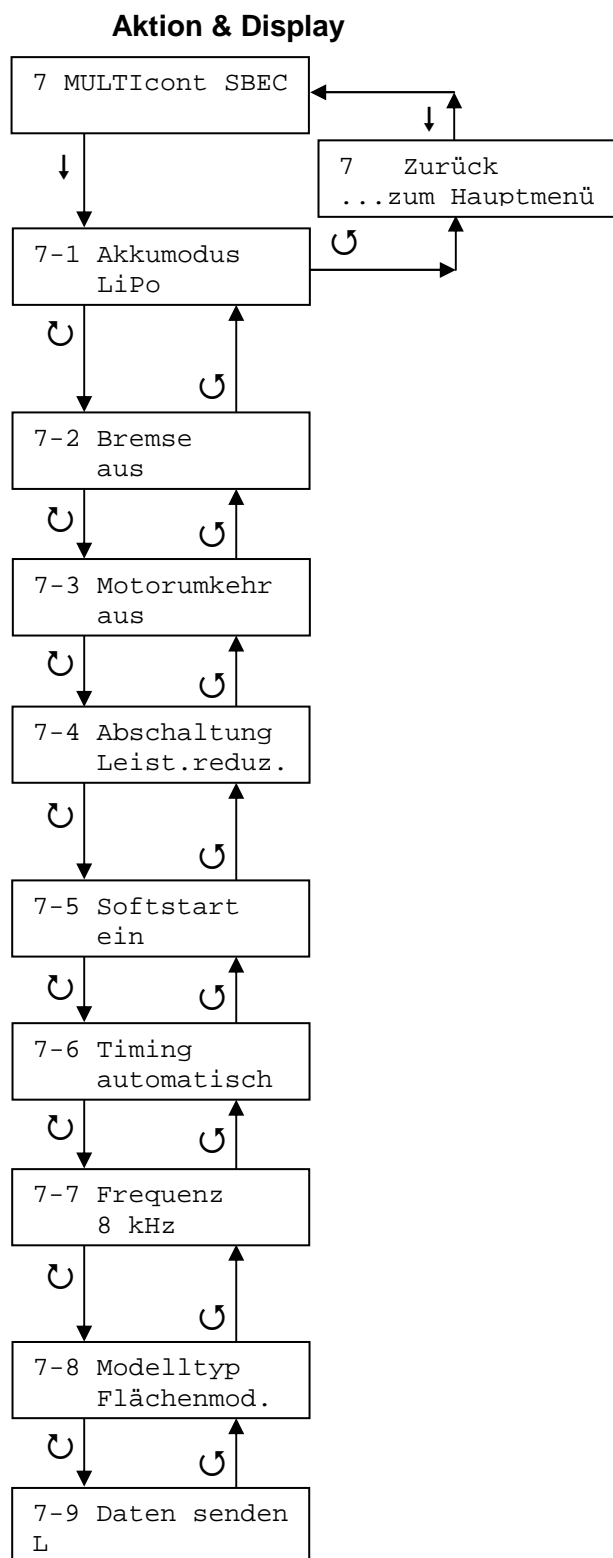 Aktion & Display
7 MULTIcont SBEC
7 Zurück
...zum Hauptmenü
7-1 Akkumodus
LiPo
7-2 Bremse
aus
7-3 Motorumkehr
aus
7-4 Abschaltung
Leist.reduz.
7-5 Softstart
ein
7-6 Timing
automatisch
7-7 Frequenz
8 kHz
7-8 Modelltyp
Flächenmod.
7-9 Daten senden
L